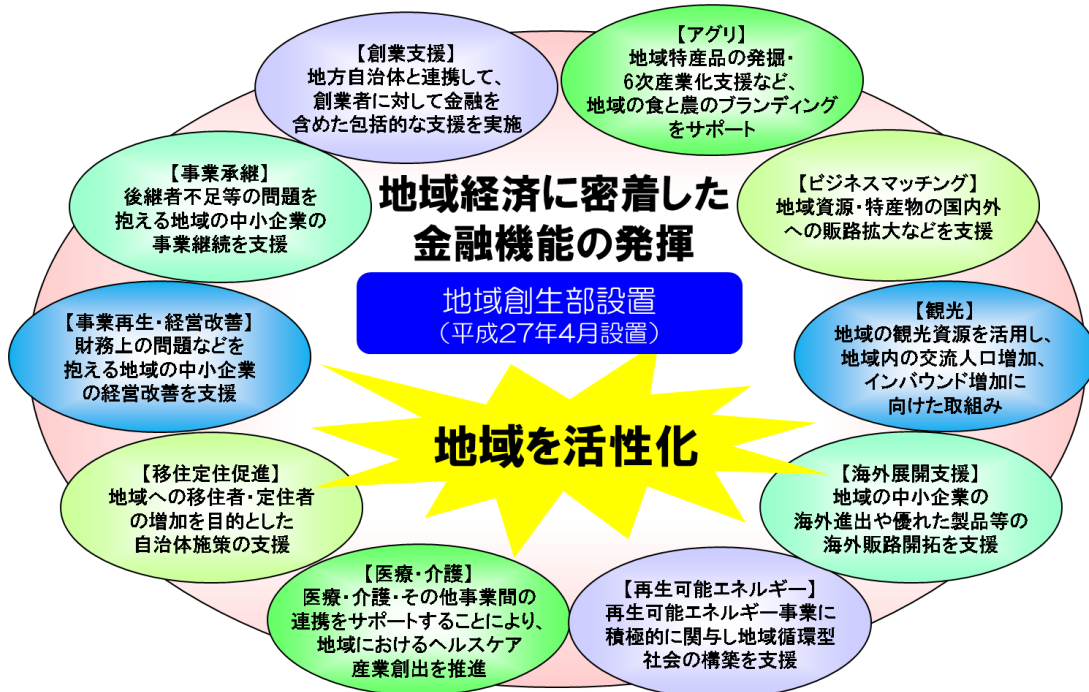 【創業支援】
地方自治体と連携して、
創業者に対して金融を
含めた包括的な支援を実施
【アグリ】
地域特産品の発掘・
6次産業化支援など、
地域の食と農のブランディング
をサポート
【事業承継】
後継者不足等の問題を
抱える地域の中小企業の
事業継続を支援
地域経済に密着した
金融機能の発揮
【ビジネスマッチング】
地域資源・特産物の国内外
への販路拡大などを支援
地域創生部設置
（平成27年4月設置）
【事業再生・経営改善】
財務上の問題などを
抱える地域の中小企業
の経営改善を支援
【観光】
地域の観光資源を活用し、
地域内の交流人口増加、
インバウンド増加に
向けた取組み
地域を活性化
【移住定住促進】
地域への移住者・定住者
の増加を目的とした
自治体施策の支援
【海外展開支援】
地域の中小企業の
海外進出や優れた製品等の
海外販路開拓を支援
【医療・介護】
医療・介護・その他事業間の
連携をサポートすることにより、
地域におけるヘルスケア
産業創出を推進
【再生可能エネルギー】
再生可能エネルギー事業に
積極的に関与し地域循環型
社会の構築を支援